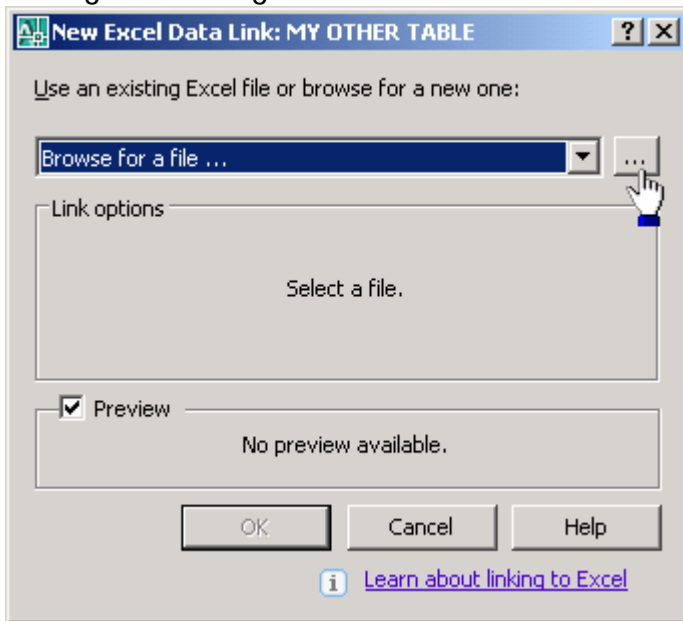 New Excel Data Link: MY OTHER TABLE
Use an existing Excel file or browse for a new one:
Browse for a file ...
...
Link options
Select a file.
Preview
No preview available.
OK Cancel Help
Learn about linking to Excel